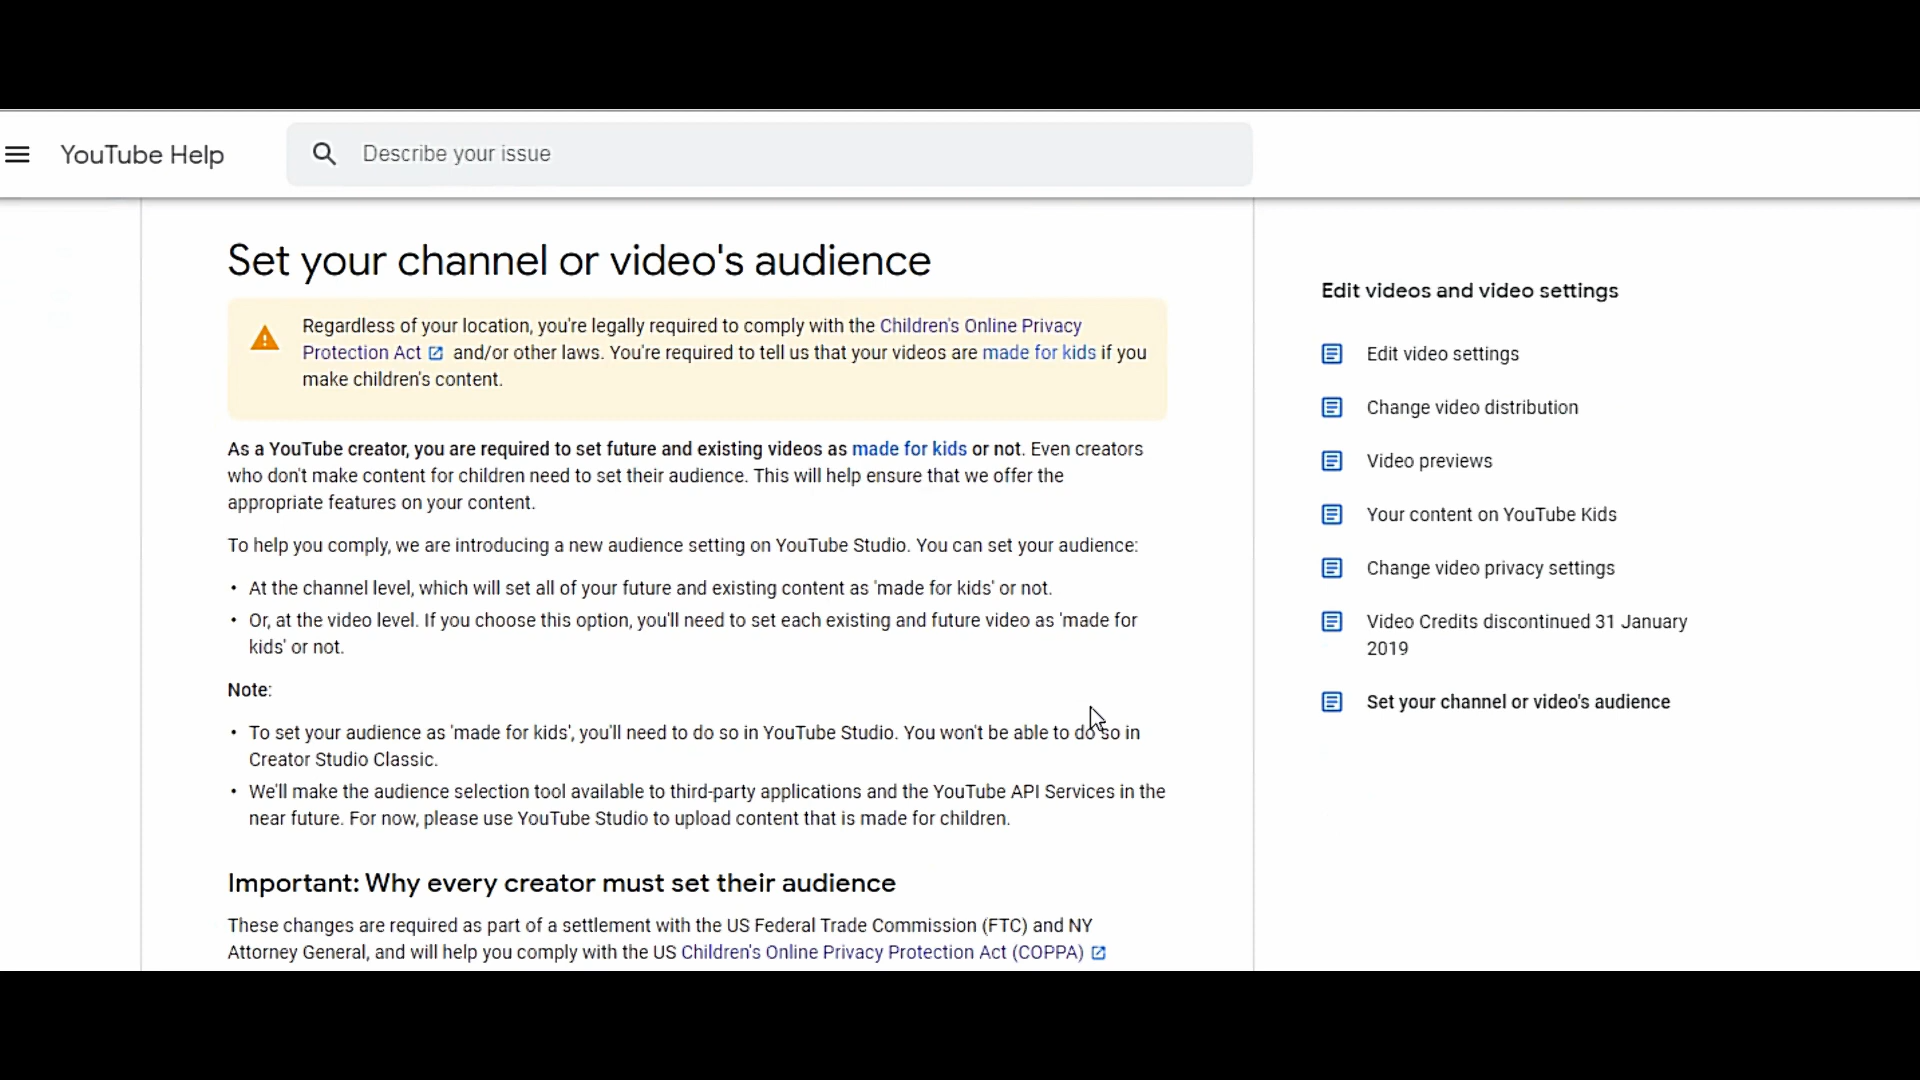 YouTube Help
Describe your issue
Set your channel or video's audience
Regardless of your location, you're legally required to comply with the Children's Online Privacy
Protection Act and/or other laws. You're required to tell us that your videos are made for kids if you
make children's content.
As a YouTube creator, you are required to set future and existing videos as made for kids or not. Even creators
who don't make content for children need to set their audience. This will help ensure that we offer the
appropriate features on your content.
To help you comply, we are introducing a new audience setting on YouTube Studio. You can set your audience:
• At the channel level, which will set all of your future and existing content as 'made for kids' or not.
• Or, at the video level. If you choose this option, you'll need to set each existing and future video as 'made for
kids' or not.
Note:
• To set your audience as 'made for kids', you'll need to do so in YouTube Studio. You won't be able to do so in
Creator Studio Classic.
• We'll make the audience selection tool available to third-party applications and the YouTube API Services in the
near future. For now, please use YouTube Studio to upload content that is made for children.
Important: Why every creator must set their audience
These changes are required as part of a settlement with the US Federal Trade Commission (FTC) and NY
Attorney General, and will help you comply with the US Children's Online Privacy Protection Act (COPPA)
Edit videos and video settings
Edit video settings
Change video distribution
Video previews
Your content on YouTube Kids
Change video privacy settings
Video Credits discontinued 31 January
2019
Set your channel or video's audience